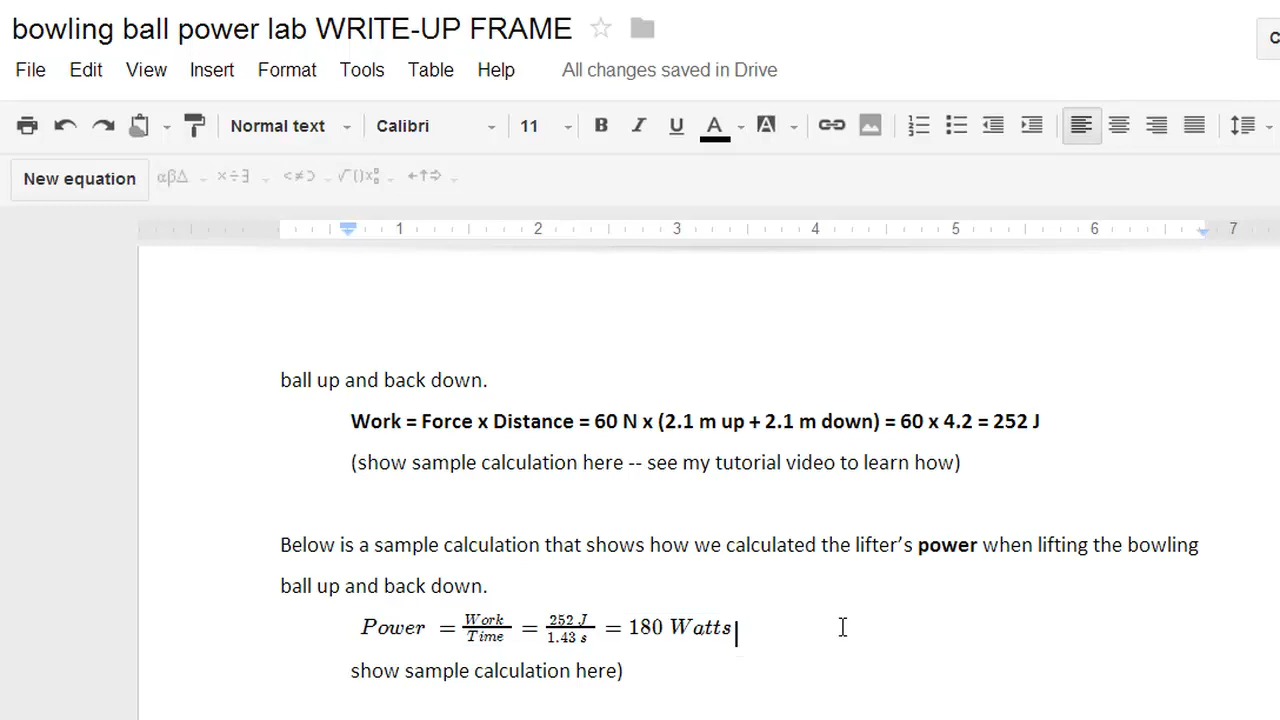 bowling ball power lab WRITE-UP FRAME
File Edit View Insert Format Tools Table Help All changes saved in Drive
Normal text Calibri 11 B I U A A
New equation αβΔ ×÷∃ <≠⊃ √()x ←↑⇨
1 2 3 4 5 6 7
ball up and back down.
Work = Force x Distance = 60 N x (2.1 m up + 2.1 m down) = 60 x 4.2 = 252 J
(show sample calculation here -- see my tutorial video to learn how)
Below is a sample calculation that shows how we calculated the lifter’s power when lifting the bowling
ball up and back down.
Power = Work/Time = 252 J/1.43 s = 180 Watts
show sample calculation here)